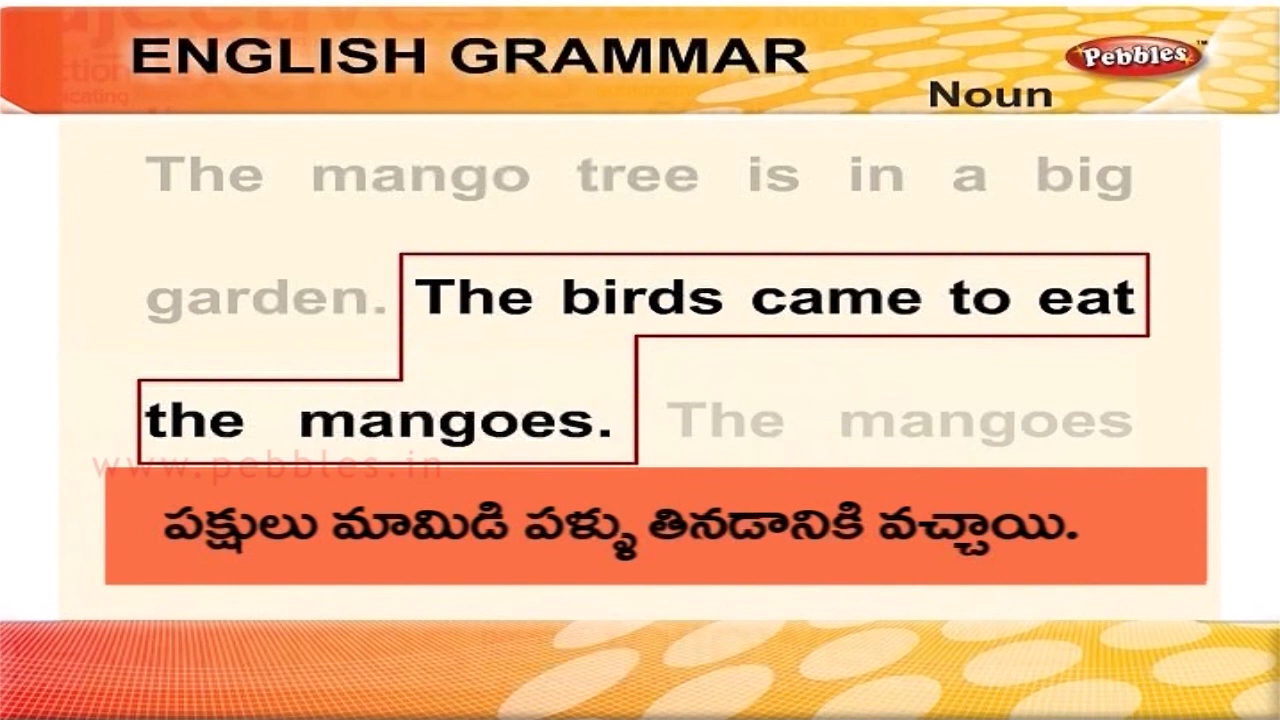 ENGLISH GRAMMAR
Pebbles™
Noun
The mango tree is in a big
garden. The birds came to eat
the mangoes. The mangoes
www.pebbles.in
పక్షులు మామిడి పళ్ళు తినడానికి వచ్చాయి.